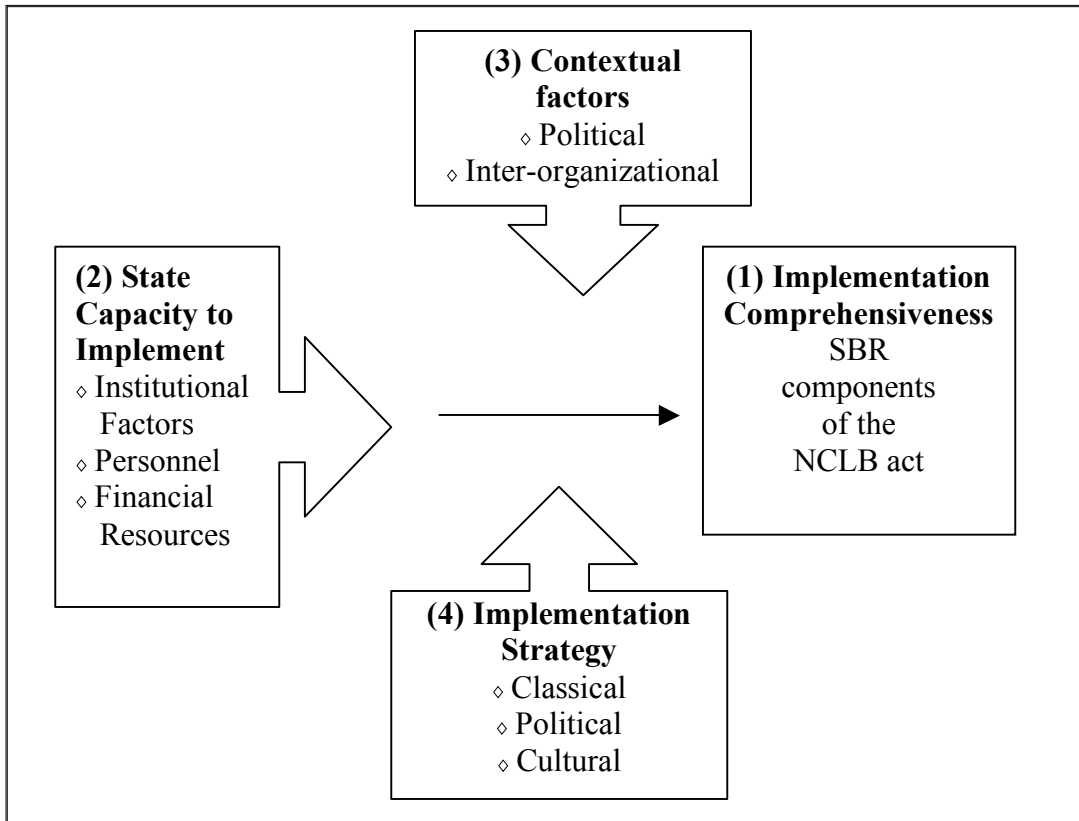 (3) Contextual
factors
◊ Political
◊ Inter-organizational
(2) State
Capacity to
Implement
◊ Institutional
Factors
◊ Personnel
◊ Financial
Resources
(1) Implementation
Comprehensiveness
SBR
components
of the
NCLB act
(4) Implementation
Strategy
◊ Classical
◊ Political
◊ Cultural